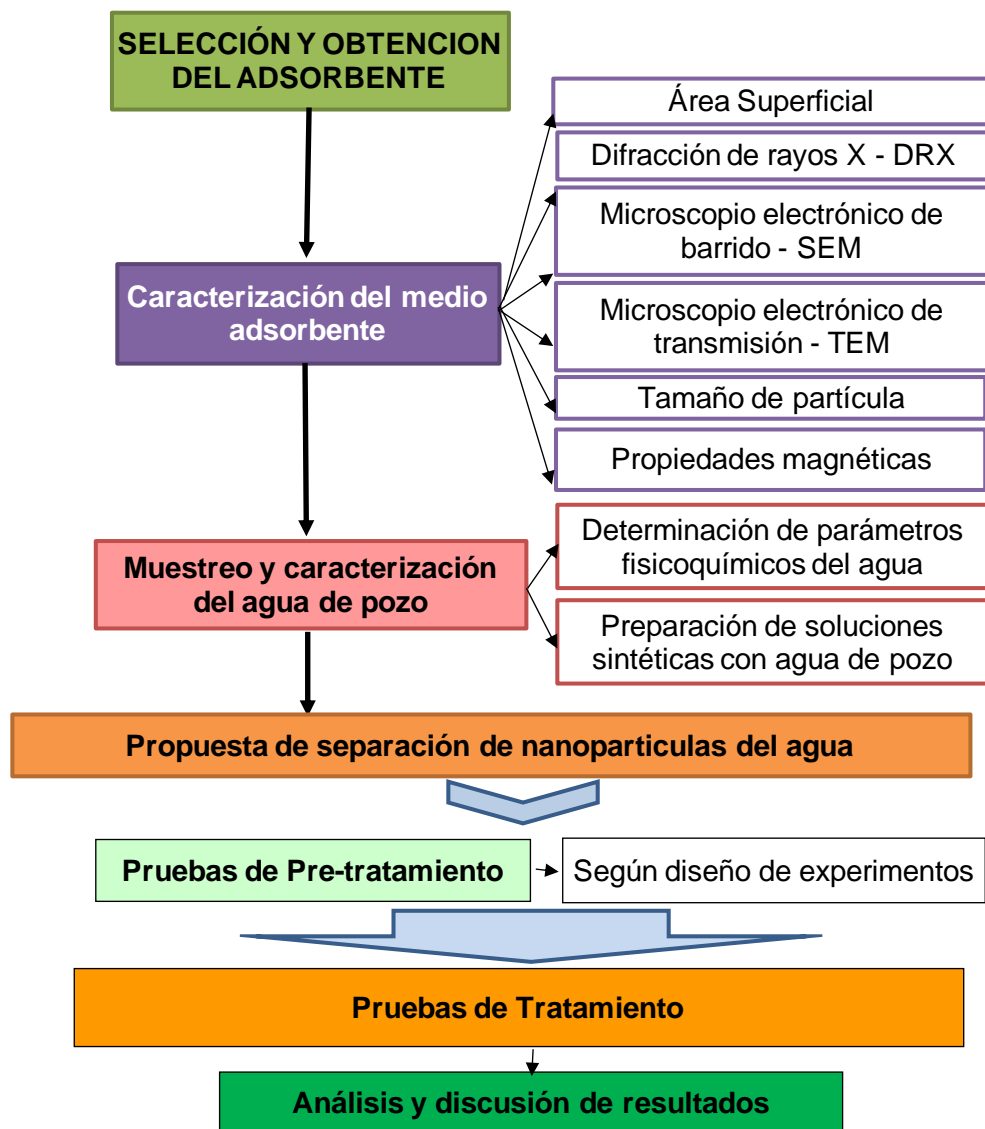 SELECCIÓN Y OBTENCION
DEL ADSORBENTE
Área Superficial
Difracción de rayos X - DRX
Microscopio electrónico de
barrido - SEM
Caracterización del medio
adsorbente
Microscopio electrónico de
transmisión - TEM
Tamaño de partícula
Propiedades magnéticas
Muestreo y caracterización
del agua de pozo
Determinación de parámetros
fisicoquímicos del agua
Preparación de soluciones
sintéticas con agua de pozo
Propuesta de separación de nanoparticulas del agua
Pruebas de Pre-tratamiento
Según diseño de experimentos
Pruebas de Tratamiento
Análisis y discusión de resultados